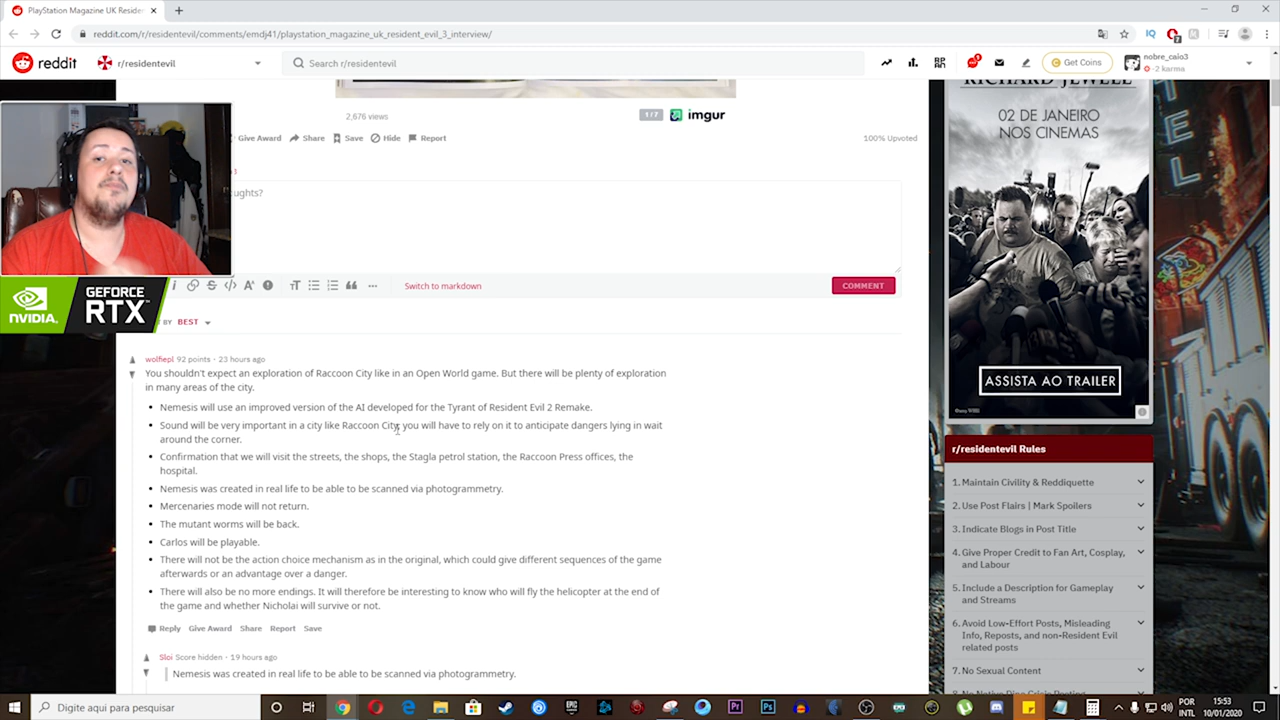 PlayStation Magazine UK Reside
reddit.com/r/residentevil/comments/emdj41/playstation_magazine_uk_resident_evil_3_interview/
reddit
r/residentevil
Search r/residentevil
Get Coins
nobre_caio3
2 karma
2,676 views
1/7
imgur
Give Award
Share
Save
Hide
Report
100% Upvoted
ughts?
Switch to markdown
COMMENT
NVIDIA.
GEFORCE
RTX
BY BEST
wolfiepl 92 points · 23 hours ago
You shouldn't expect an exploration of Raccoon City like in an Open World game. But there will be plenty of exploration
in many areas of the city.
• Nemesis will use an improved version of the AI developed for the Tyrant of Resident Evil 2 Remake.
• Sound will be very important in a city like Raccoon City, you will have to rely on it to anticipate dangers lying in wait
around the corner.
• Confirmation that we will visit the streets, the shops, the Stagla petrol station, the Raccoon Press offices, the
hospital.
• Nemesis was created in real life to be able to be scanned via photogrammetry.
• Mercenaries mode will not return.
• The mutant worms will be back.
• Carlos will be playable.
• There will not be the action choice mechanism as in the original, which could give different sequences of the game
afterwards or an advantage over a danger.
• There will also be no more endings. It will therefore be interesting to know who will fly the helicopter at the end of
the game and whether Nicholai will survive or not.
Reply Give Award Share Report Save
Sloi Score hidden · 19 hours ago
Nemesis was created in real life to be able to be scanned via photogrammetry.
RICHARD JEWELL
02 DE JANEIRO
NOS CINEMAS
ASSISTA AO TRAILER
r/residentevil Rules
1. Maintain Civility & Reddiquette
2. Use Post Flairs | Mark Spoilers
3. Indicate Blogs in Post Title
4. Give Proper Credit to Fan Art, Cosplay,
and Labour
5. Include a Description for Gameplay
and Streams
6. Avoid Low-Effort Posts, Misleading
Info, Reposts, and non-Resident Evil
related posts
7. No Sexual Content
Digite aqui para pesquisar
POR
INTL
15:53
10/01/2020